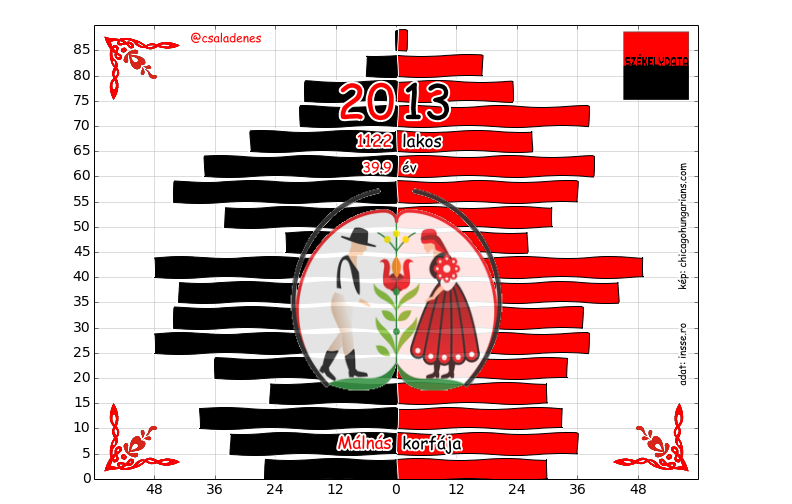 @csaladenes
SZÉKELYDATA
2013
1122 lakos
39.9 év
kép: chicagohungarians.com
adat: insse.ro
Málnás korfája
85
80
75
70
65
60
55
50
45
40
35
30
25
20
15
10
5
0
48 36 24 12 0 12 24 36 48